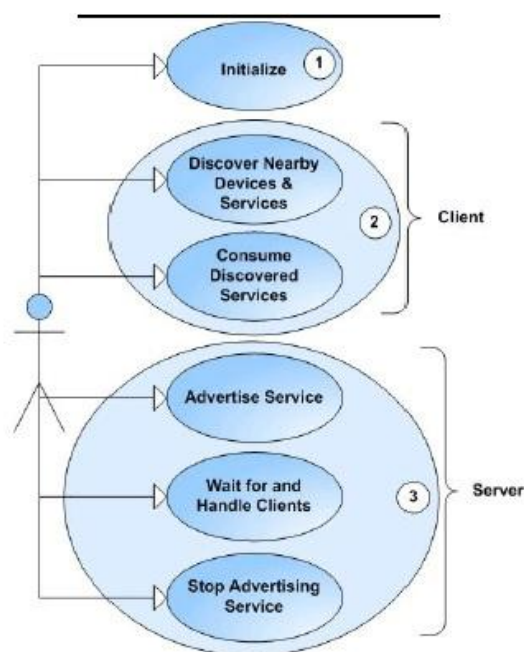 Initialize
1
Discover Nearby
Devices &
Services
2
Client
Consume
Discovered
Services
Advertise Service
Wait for and
Handle Clients
3
Server
Stop Advertising
Service